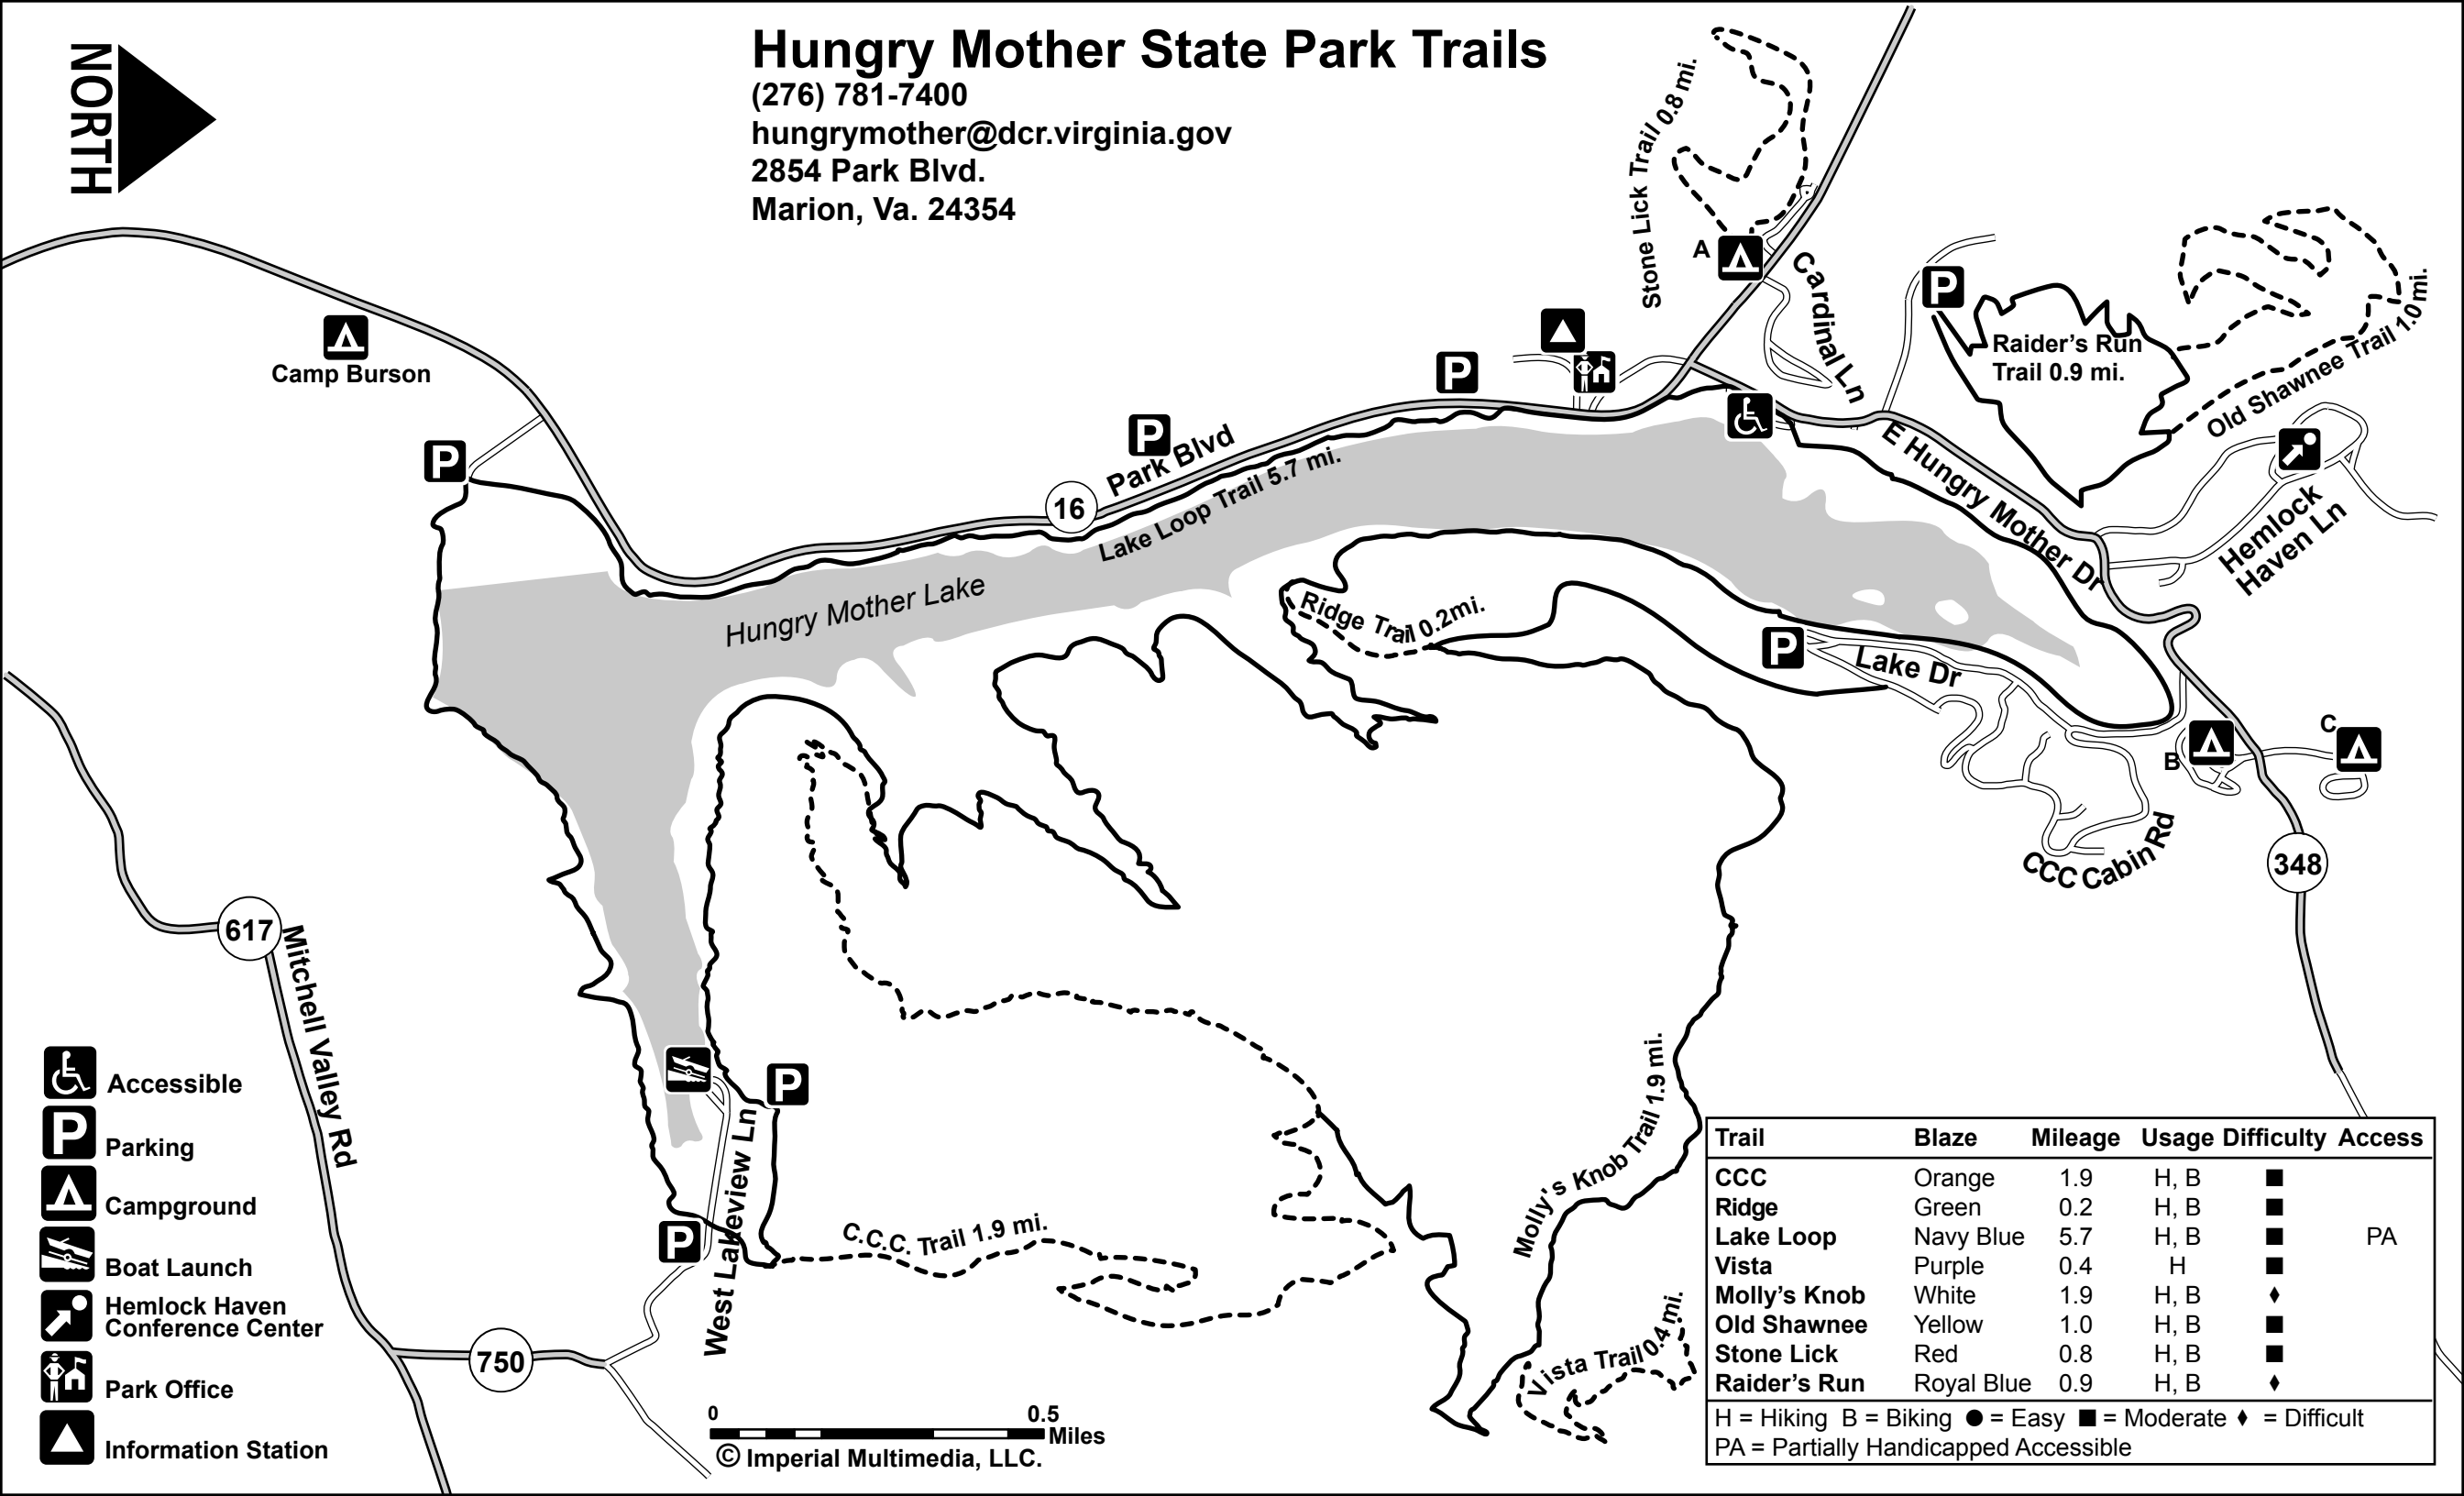 NORTH
Hungry Mother State Park Trails
(276) 781-7400
hungrymother@dcr.virginia.gov
2854 Park Blvd.
Marion, Va. 24354
Stone Lick Trail 0.8 mi.
A
Cardinal Ln
P
Raider's Run
Trail 0.9 mi.
Old Shawnee Trail 1.0 mi.
Camp Burson
P
P
P
Park Blvd
16
Lake Loop Trail 5.7 mi.
Hungry Mother Lake
E Hungry Mother Dr
Hemlock
Haven Ln
Ridge Trail 0.2mi.
P
Lake Dr
B
C
CCC Cabin Rd
348
617
Mitchell Valley Rd
P
P
West Lakeview Ln
C.C.C. Trail 1.9 mi.
Molly's Knob Trail 1.9 mi.
Vista Trail 0.4 mi.
750
Accessible
P Parking
Campground
Boat Launch
Hemlock Haven
Conference Center
Park Office
Information Station
0 0.5
Miles
© Imperial Multimedia, LLC.
Trail Blaze Mileage Usage Difficulty Access
CCC Orange 1.9 H, B ■
Ridge Green 0.2 H, B ■
Lake Loop Navy Blue 5.7 H, B ■ PA
Vista Purple 0.4 H ■
Molly's Knob White 1.9 H, B ♦
Old Shawnee Yellow 1.0 H, B ■
Stone Lick Red 0.8 H, B ■
Raider's Run Royal Blue 0.9 H, B ♦
H = Hiking B = Biking ● = Easy ■ = Moderate ♦ = Difficult
PA = Partially Handicapped Accessible